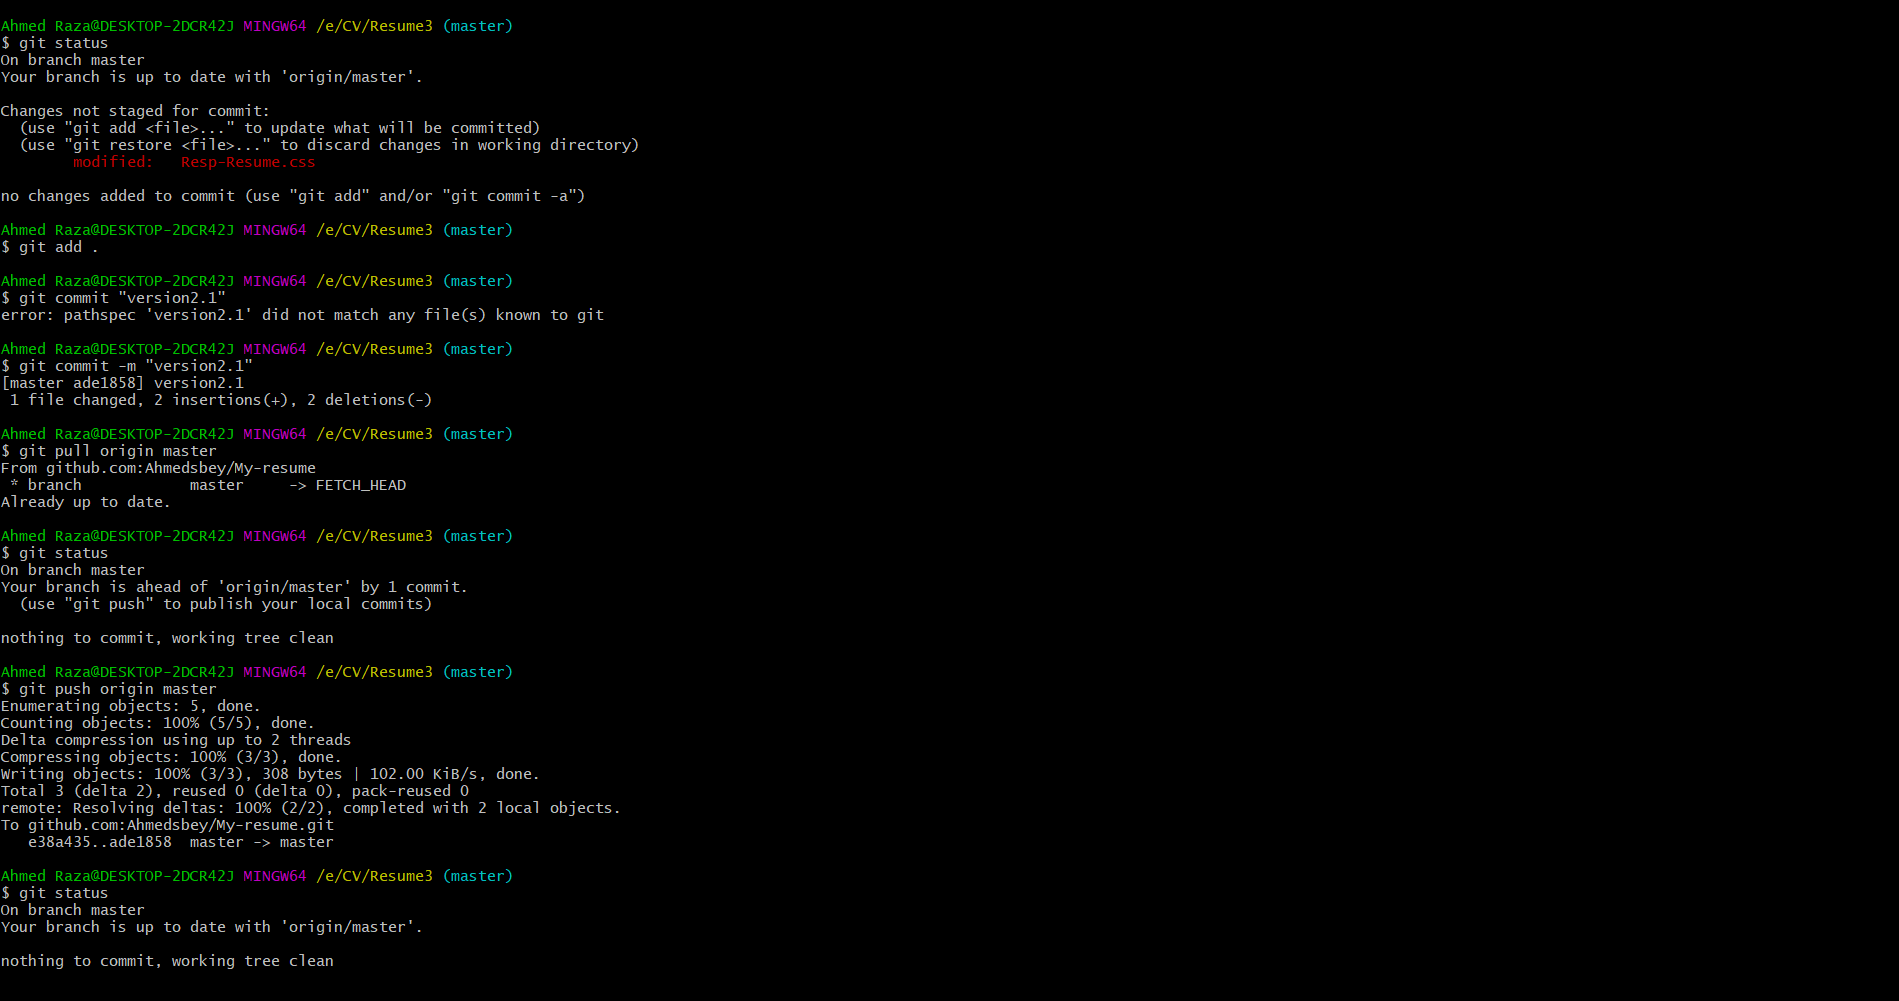 Ahmed Raza@DESKTOP-2DCR42J MINGW64 /e/CV/Resume3 (master)
$ git status
On branch master
Your branch is up to date with 'origin/master'.

Changes not staged for commit:
  (use "git add <file>..." to update what will be committed)
  (use "git restore <file>..." to discard changes in working directory)
        modified:   Resp-Resume.css

no changes added to commit (use "git add" and/or "git commit -a")

Ahmed Raza@DESKTOP-2DCR42J MINGW64 /e/CV/Resume3 (master)
$ git add .

Ahmed Raza@DESKTOP-2DCR42J MINGW64 /e/CV/Resume3 (master)
$ git commit "version2.1"
error: pathspec 'version2.1' did not match any file(s) known to git

Ahmed Raza@DESKTOP-2DCR42J MINGW64 /e/CV/Resume3 (master)
$ git commit -m "version2.1"
[master ade1858] version2.1
 1 file changed, 2 insertions(+), 2 deletions(-)

Ahmed Raza@DESKTOP-2DCR42J MINGW64 /e/CV/Resume3 (master)
$ git pull origin master
From github.com:Ahmedsbey/My-resume
 * branch            master     -> FETCH_HEAD
Already up to date.

Ahmed Raza@DESKTOP-2DCR42J MINGW64 /e/CV/Resume3 (master)
$ git status
On branch master
Your branch is ahead of 'origin/master' by 1 commit.
  (use "git push" to publish your local commits)

nothing to commit, working tree clean

Ahmed Raza@DESKTOP-2DCR42J MINGW64 /e/CV/Resume3 (master)
$ git push origin master
Enumerating objects: 5, done.
Counting objects: 100% (5/5), done.
Delta compression using up to 2 threads
Compressing objects: 100% (3/3), done.
Writing objects: 100% (3/3), 308 bytes | 102.00 KiB/s, done.
Total 3 (delta 2), reused 0 (delta 0), pack-reused 0
remote: Resolving deltas: 100% (2/2), completed with 2 local objects.
To github.com:Ahmedsbey/My-resume.git
   e38a435..ade1858  master -> master

Ahmed Raza@DESKTOP-2DCR42J MINGW64 /e/CV/Resume3 (master)
$ git status
On branch master
Your branch is up to date with 'origin/master'.

nothing to commit, working tree clean